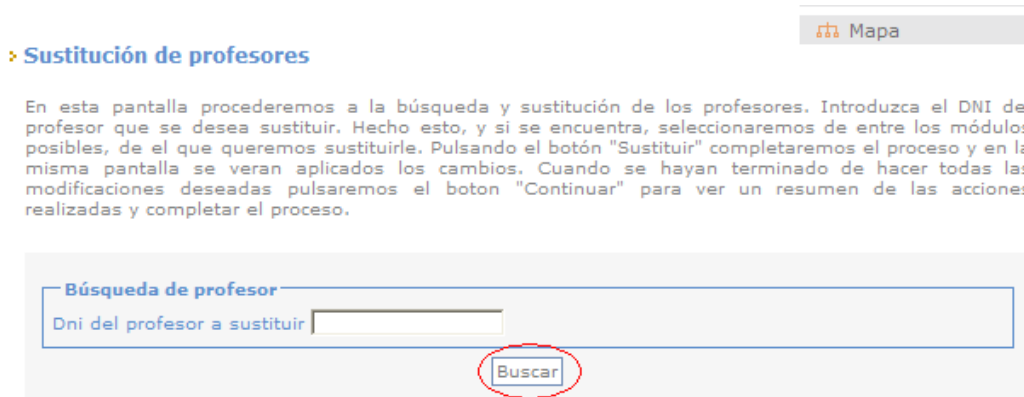 Mapa
Sustitución de profesores
En esta pantalla procederemos a la búsqueda y sustitución de los profesores. Introduzca el DNI de
profesor que se desea sustituir. Hecho esto, y si se encuentra, seleccionaremos de entre los módulos
posibles, de el que queremos sustituirle. Pulsando el botón "Sustituir" completaremos el proceso y en la
misma pantalla se veran aplicados los cambios. Cuando se hayan terminado de hacer todas las
modificaciones deseadas pulsaremos el boton "Continuar" para ver un resumen de las acciones
realizadas y completar el proceso.
Búsqueda de profesor
Dni del profesor a sustituir
Buscar